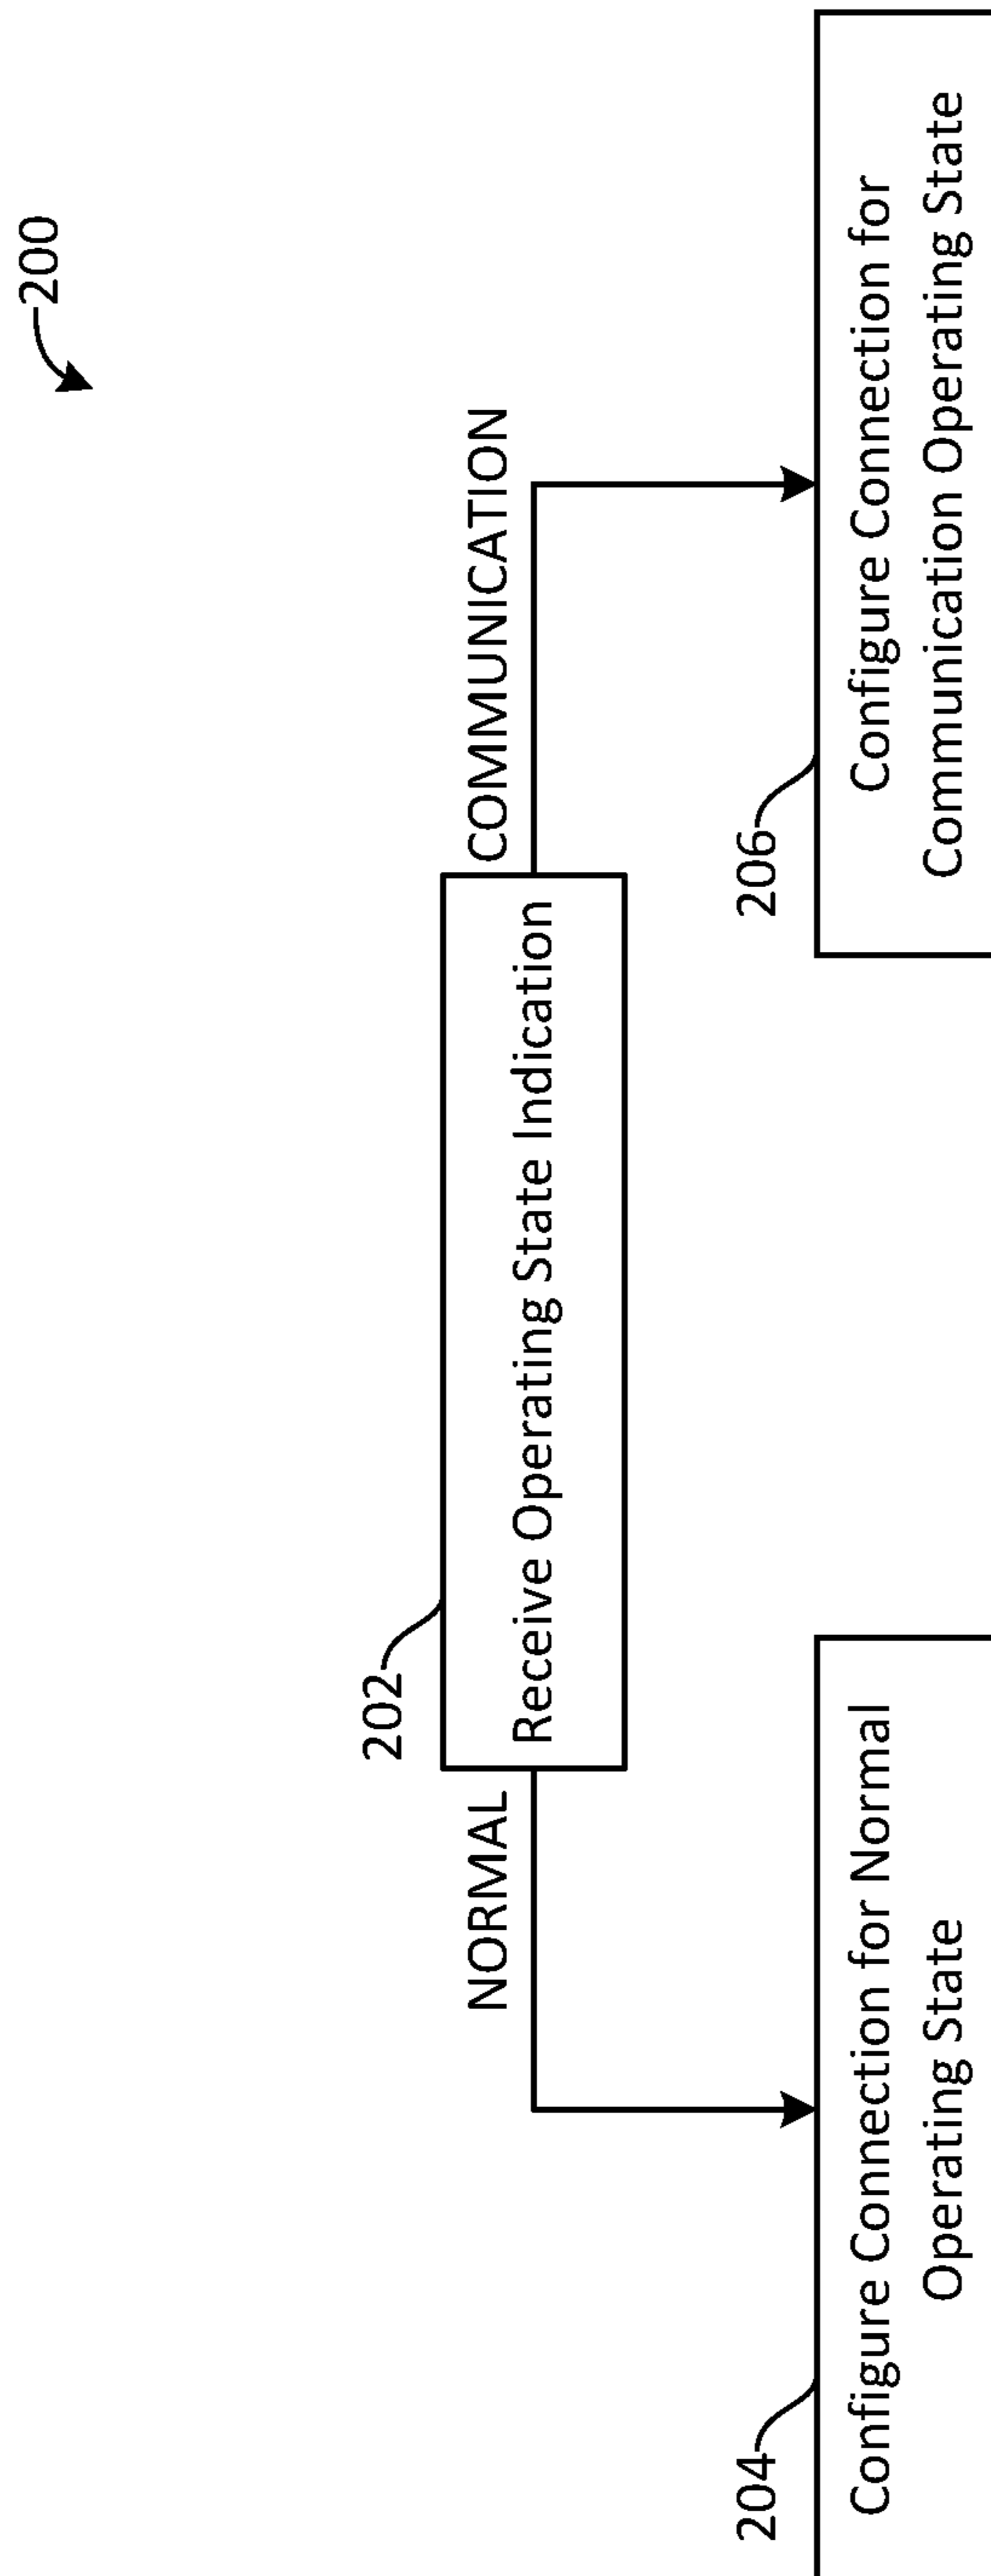 200
COMMUNICATION
NORMAL
202
Receive Operating State Indication
204
Configure Connection for Normal
Operating State
206
Configure Connection for
Communication Operating State